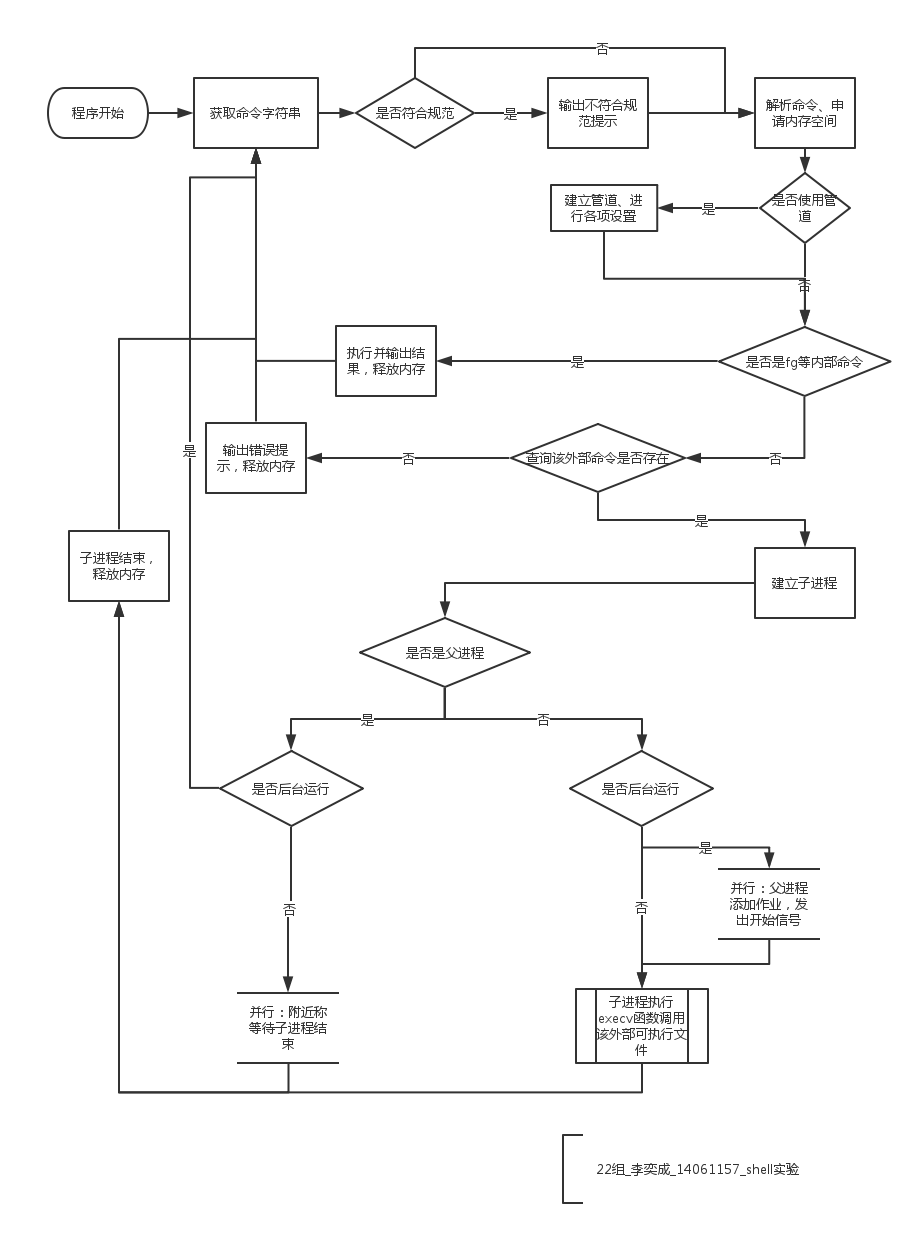 否
程序开始
获取命令字符串
是否符合规范
是
输出不符合规
范提示
解析命令、申
请内存空间
建立管道、进
行各项设置
是
是否使用管
道
否
执行并输出结
果，释放内存
是
是否是fg等内部命令
输出错误提
示，释放内存
否
查询该外部命令是否存在
否
是
子进程结束，
释放内存
是
建立子进程
是否是父进程
是
否
是否后台运行
是否后台运行
是
并行：父进程
添加作业，发
出开始信号
否
否
并行：附近称
等待子进程结
束
子进程执行
execv函数调用
该外部可执行文
件
22组_李奕成_14061157_shell实验